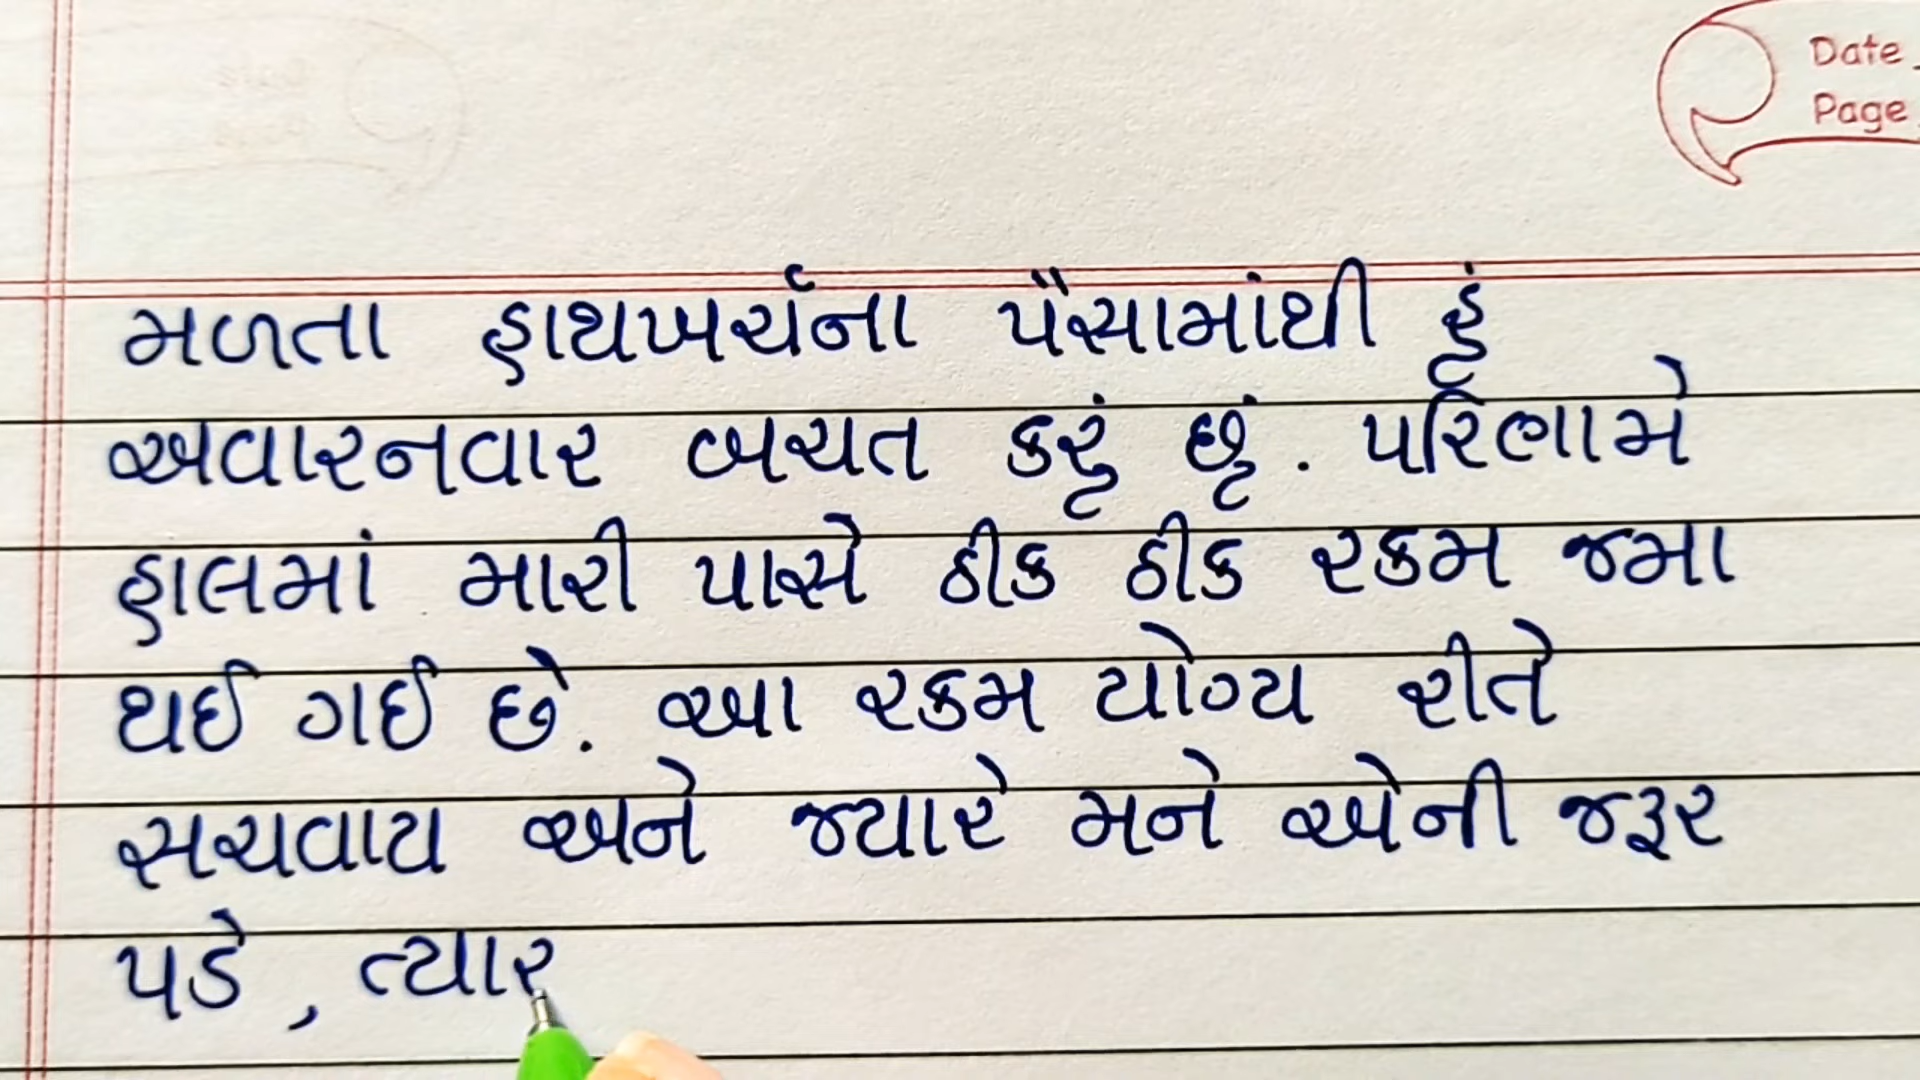 Date
Page
મળતા હાથખર્ચના પૈસામાંથી હું
અવારનવાર બચત કરું છું. પરિણામે
હાલમાં મારી પાસે ઠીક ઠીક રકમ જમા
થઈ ગઈ છે. આ રકમ યોગ્ય રીતે
સચવાય અને જ્યારે મને એની જરૂર
પડે, ત્યાર